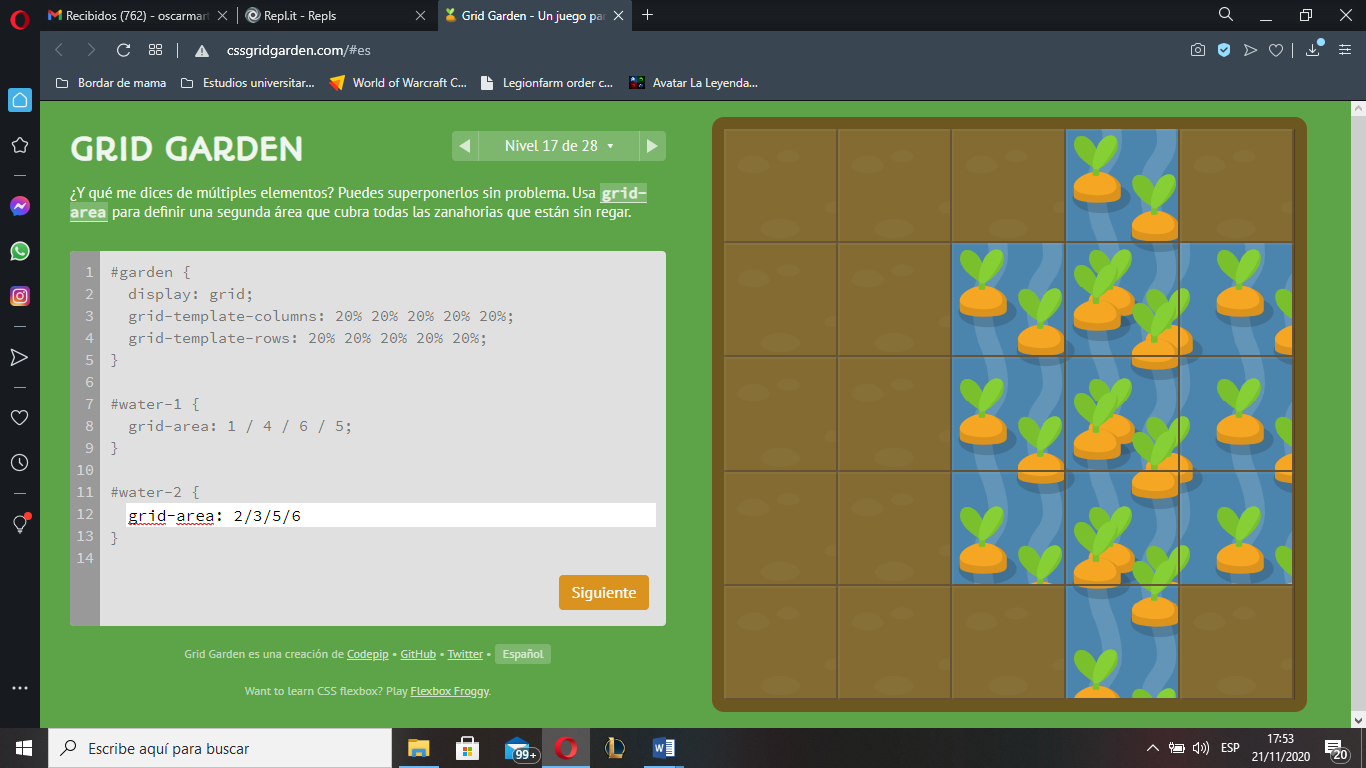 Recibidos (762) - oscarmar
Repl.it - Repls
Grid Garden - Un juego par
cssgridgarden.com/#es
Bordar de mama
Estudios universitar...
World of Warcraft C...
Legionfarm order c...
Avatar La Leyenda...
GRID GARDEN
Nivel 17 de 28
¿Y qué me dices de múltiples elementos? Puedes superponerlos sin problema. Usa grid-
area para definir una segunda área que cubra todas las zanahorias que están sin regar.
1 #garden {
2 display: grid;
3 grid-template-columns: 20% 20% 20% 20% 20%;
4 grid-template-rows: 20% 20% 20% 20% 20%;
5 }
6
7 #water-1 {
8 grid-area: 1 / 4 / 6 / 5;
9 }
10
11 #water-2 {
12 grid-area: 2/3/5/6
13 }
14
Siguiente
Grid Garden es una creación de Codepip • GitHub • Twitter • Español
Want to learn CSS flexbox? Play Flexbox Froggy.
Escribe aquí para buscar
99+
ESP
17:53
21/11/2020
20